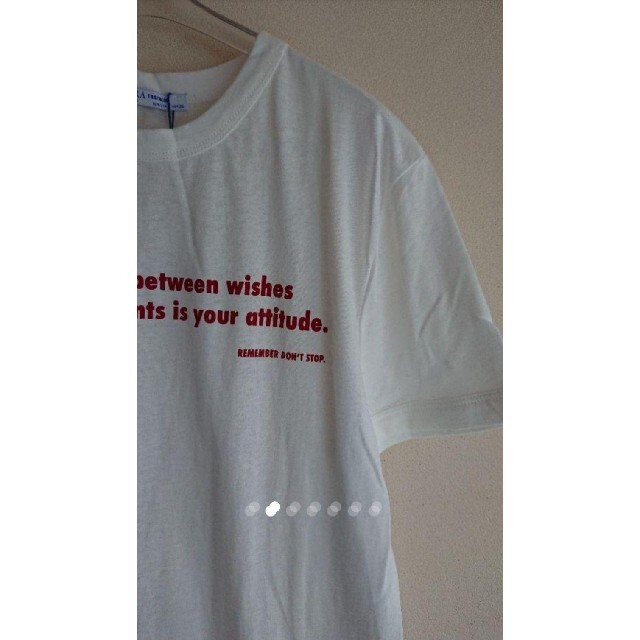 between wishes
nts is your attitude.
REMEMBER DON'T STOP.